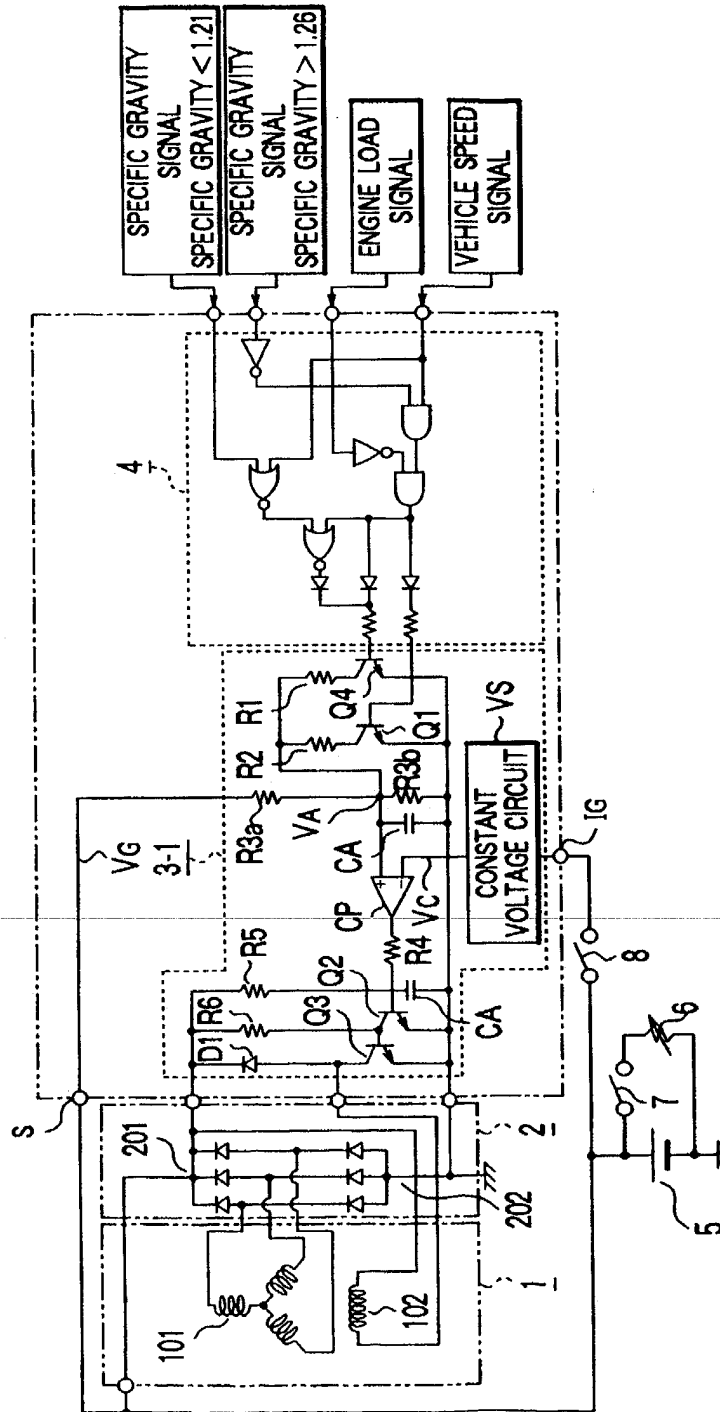 SPECIFIC GRAVITY
SIGNAL
SPECIFIC GRAVITY < 1.21
SPECIFIC GRAVITY
SIGNAL
SPECIFIC GRAVITY > 1.26
ENGINE LOAD
SIGNAL
VEHICLE SPEED
SIGNAL
4
R1
Q4
R2
Q1
VS
R3b
R3a
VA
VG
3-1
CA
CP
VC
CONSTANT
VOLTAGE CIRCUIT
IG
R4
R5
Q2
R6
Q3
D1
CA
8
S
201
202
2
7
6
5
101
102
1